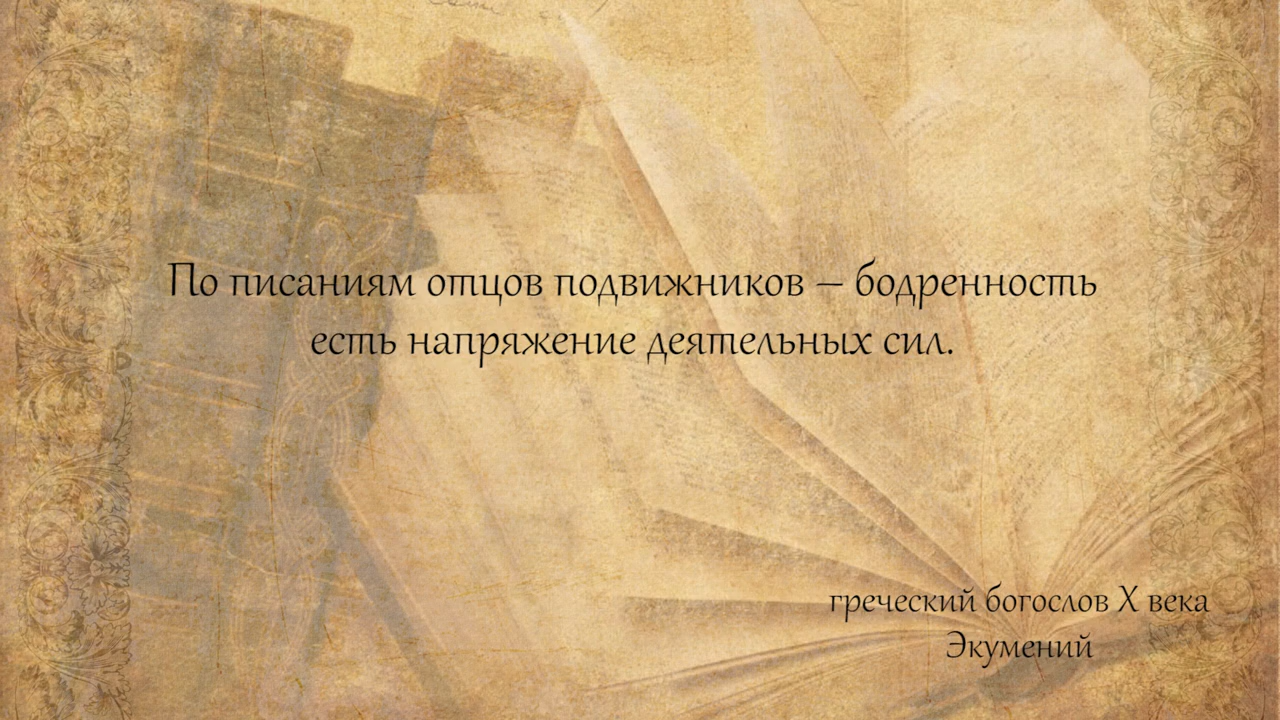 По писаниям отцов подвижников – бодренность
есть напряжение деятельных сил.
греческий богослов X века
Экумений